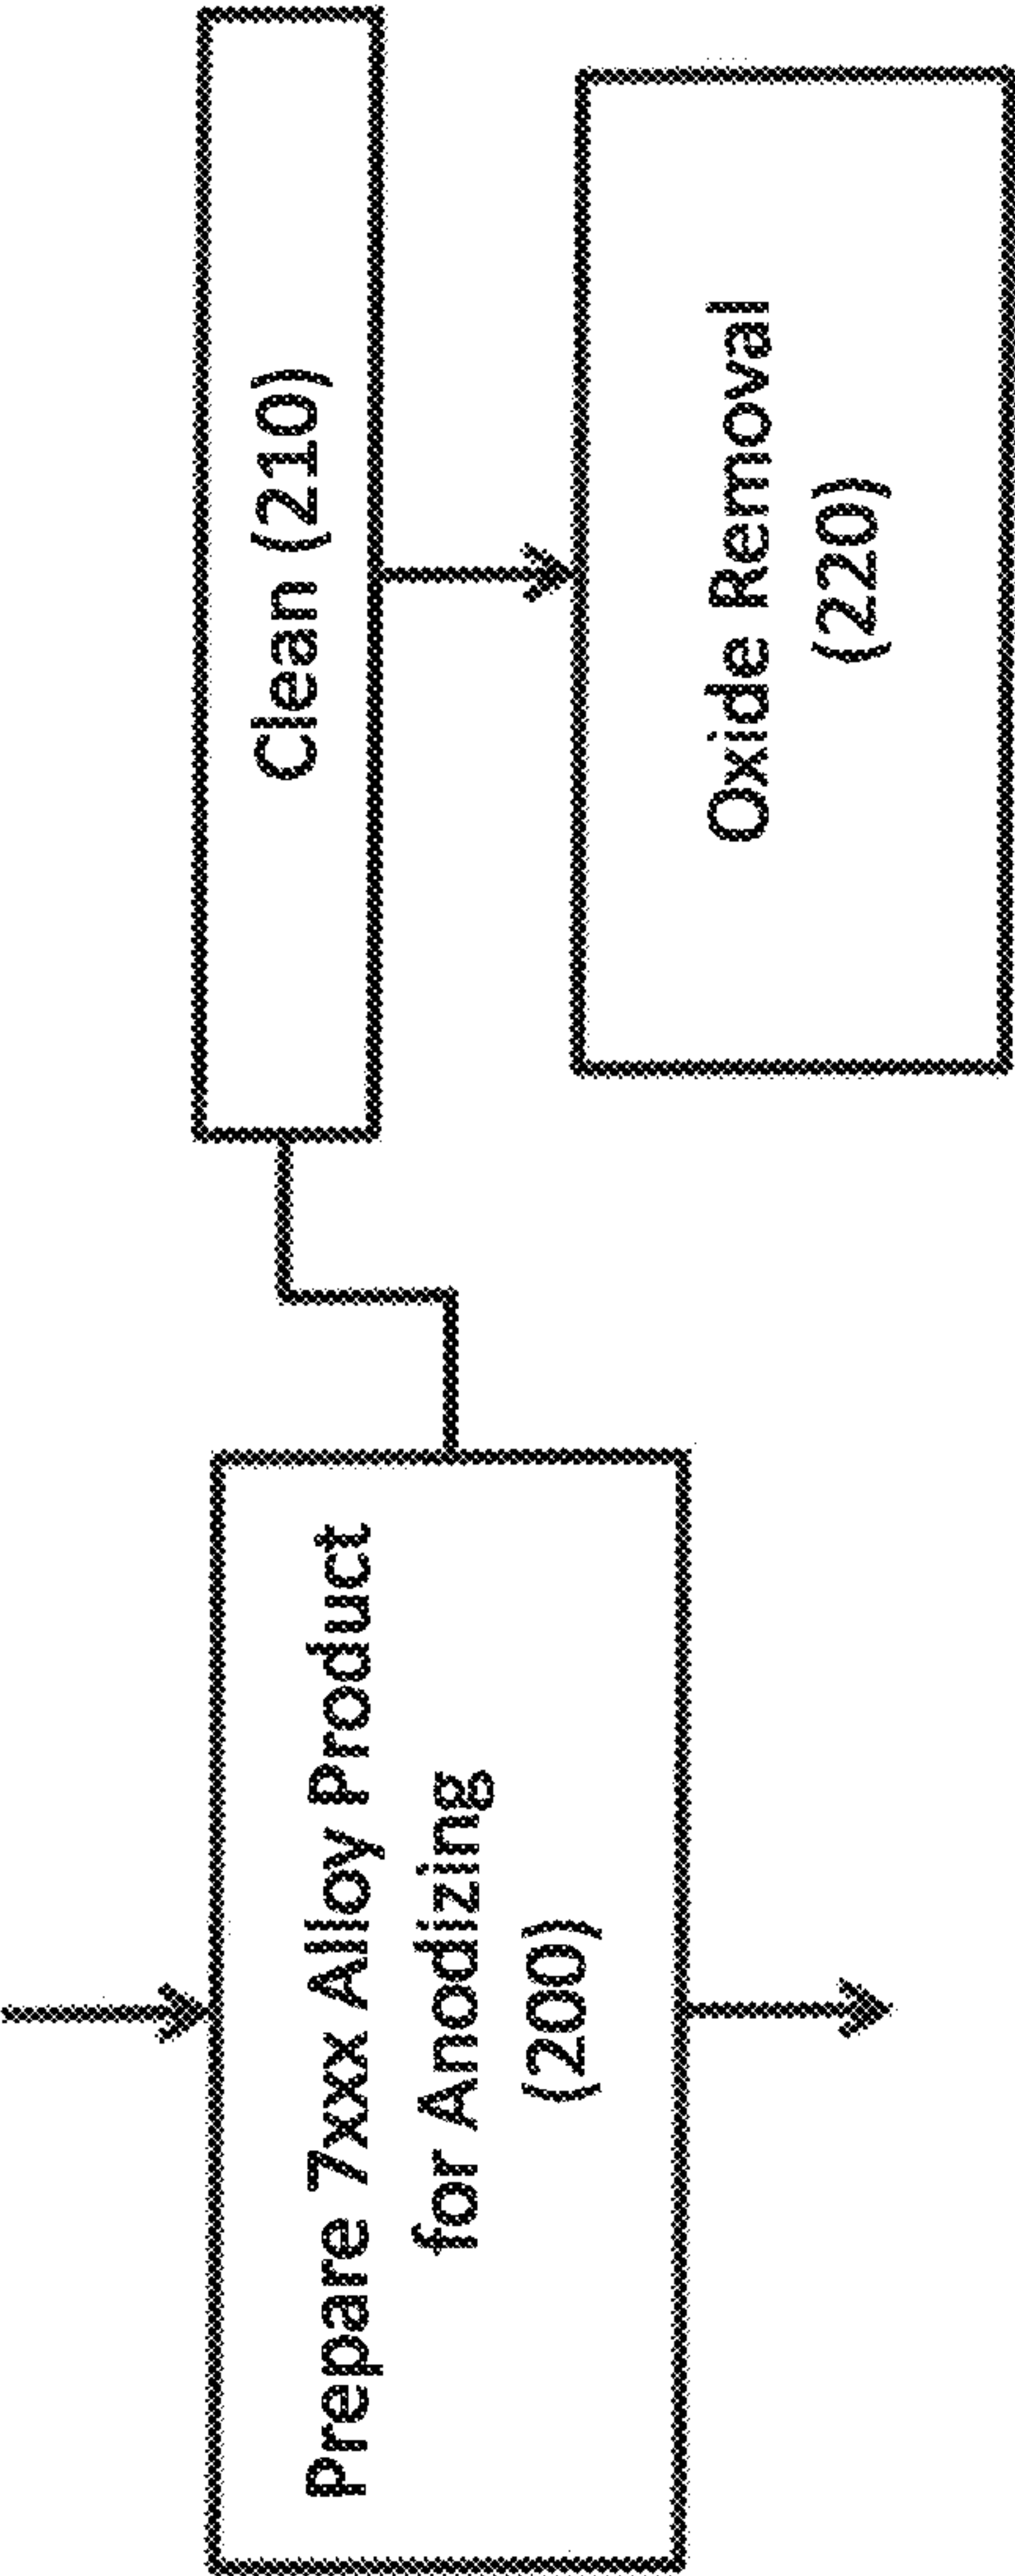 Prepare 7xxx Alloy Product
for Anodizing
(200)
Clean (210)
Oxide Removal
(220)